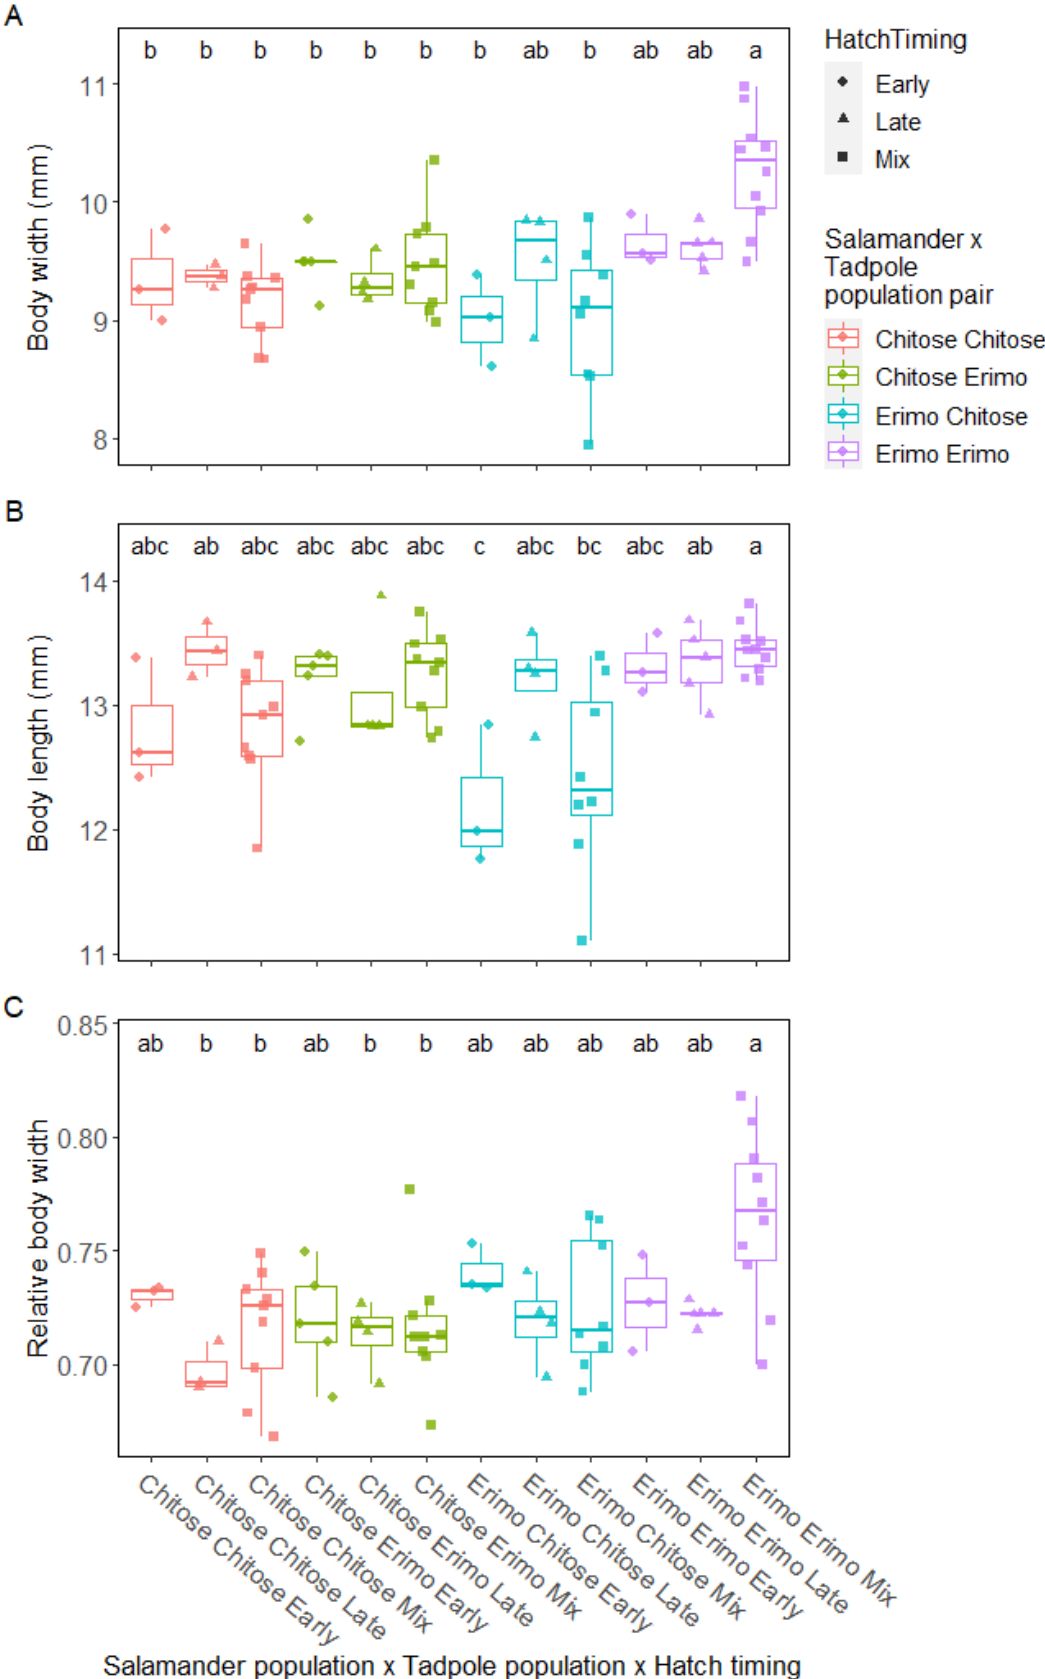 A
b b b b b b b ab b ab ab a
11
10
9
8
Body width (mm)
HatchTiming
Early
Late
Mix
Salamander x
Tadpole
population pair
Chitose Chitose
Chitose Erimo
Erimo Chitose
Erimo Erimo
B
abc ab abc abc abc abc c abc bc abc ab a
14
13
12
11
Body length (mm)
C
ab b b ab b b ab ab ab ab ab a
0.85
0.80
0.75
0.70
Relative body width
Chitose Chitose Early
Chitose Chitose Late
Chitose Chitose Mix
Chitose Erimo Early
Chitose Erimo Late
Chitose Erimo Mix
Erimo Chitose Early
Erimo Chitose Late
Erimo Chitose Mix
Erimo Erimo Early
Erimo Erimo Late
Erimo Erimo Mix
Salamander population x Tadpole population x Hatch timing